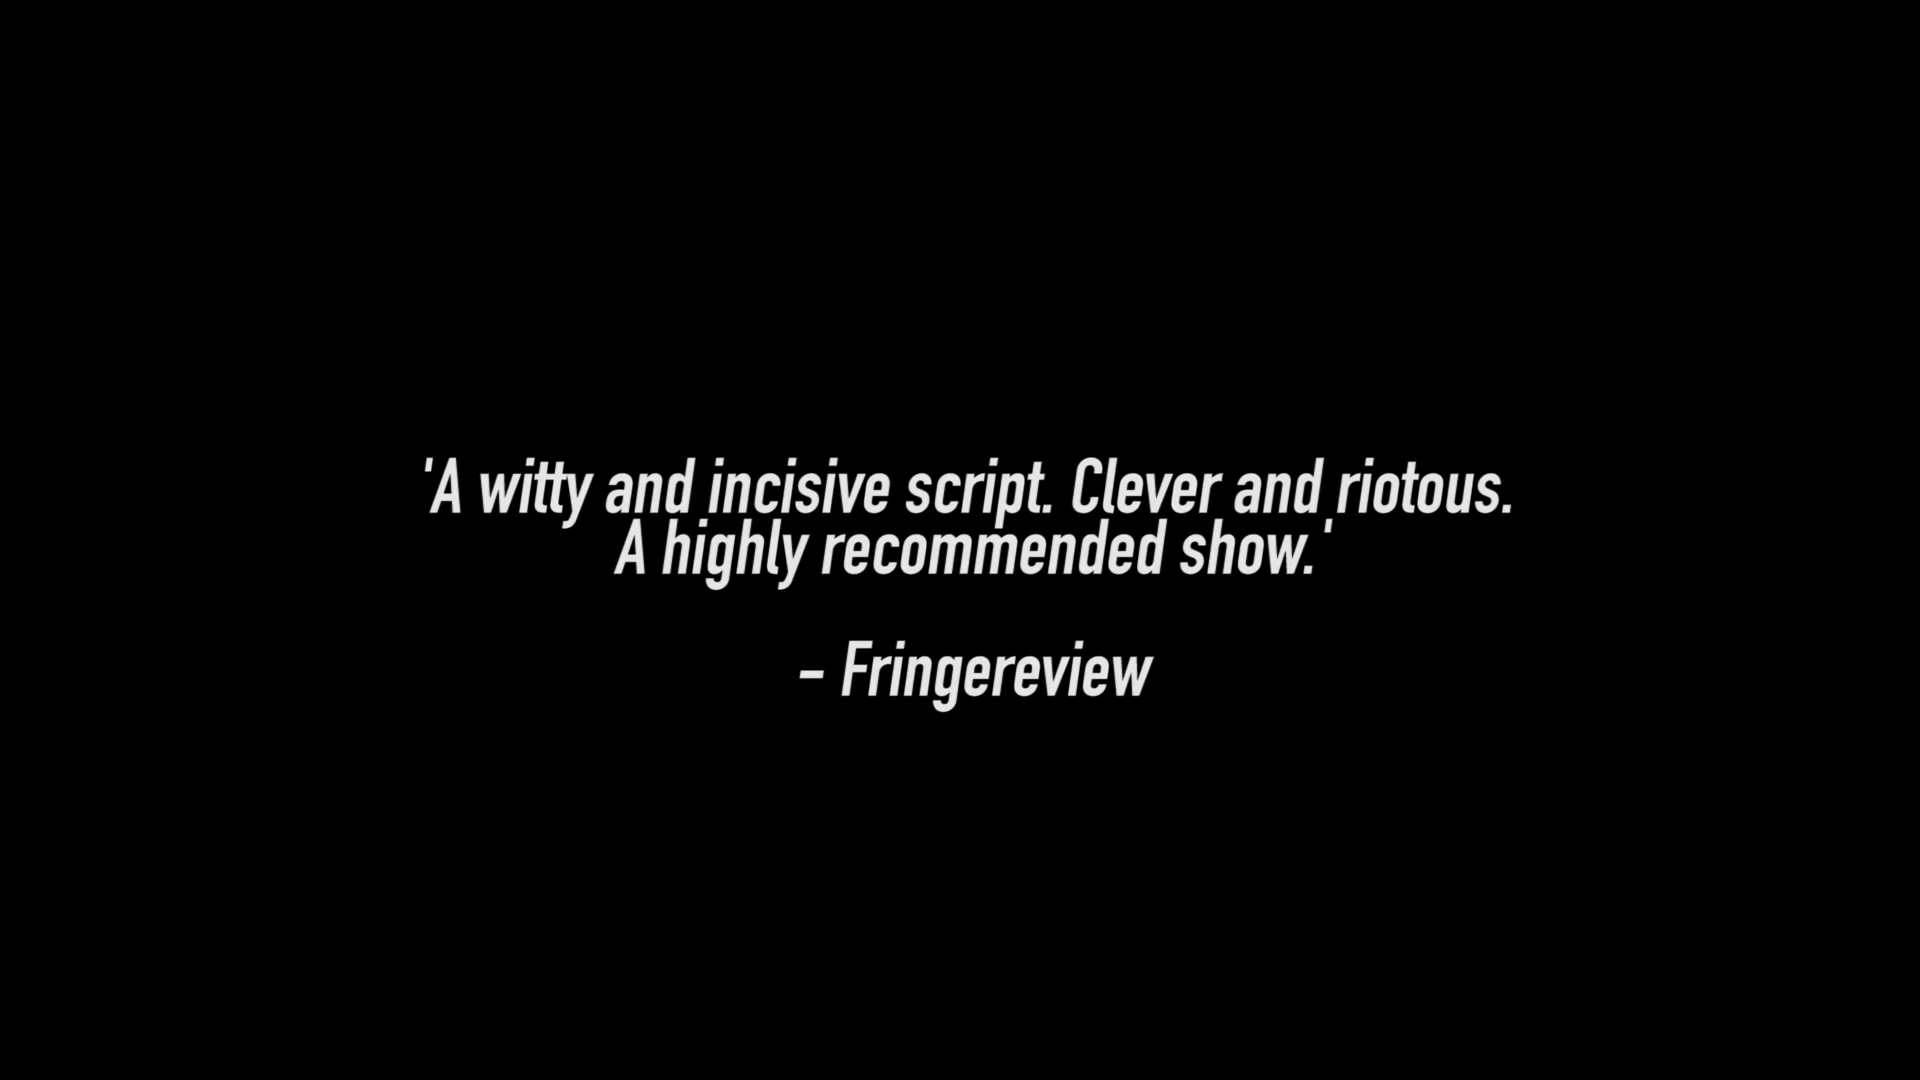 'A witty and incisive script. Clever and riotous.
A highly recommended show.'
- Fringereview